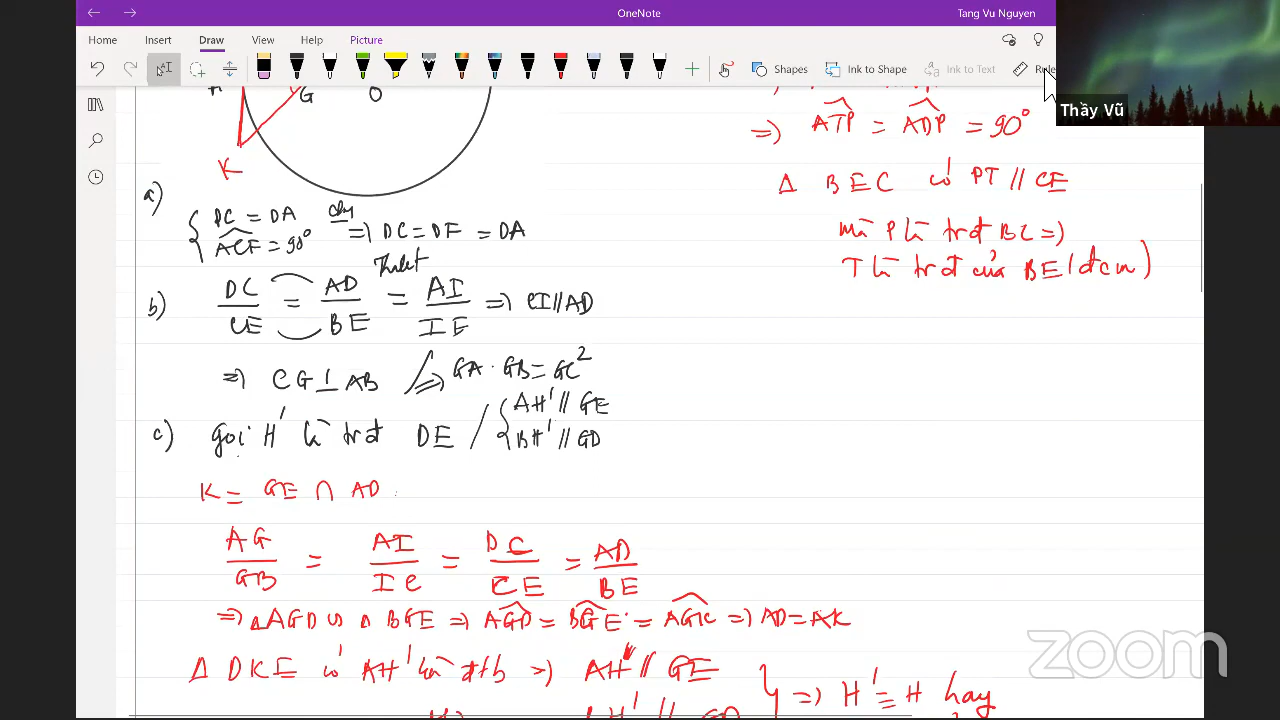 OneNote
Tang Vu Nguyen
Home Insert Draw View Help Picture
Shapes Ink to Shape Ink to Text
Thầy Vũ
G O
K
=> ATP = ADP = 90°
Δ BEC có PT // CE
mà P là trđ BC =>
T là trđ của BE (đcm)
a) { DC = DA
ACF = 90° => DC = DF = DA
b) DC/CE = AD/BE = AI/IE => CI // AD
=> CG ⊥ AB => GA . GB = GC²
c) gọi H' là trđ DE / { AH' // GE
BH' // GD
K = GE ∩ AD
AG/GB = AI/IC = DC/CE = AD/BE
=> ΔAGD ∽ Δ BGE => AGD = BGE = AGK => AD = AK
Δ DKE có AH' là đtb => AH' // GE
=> H' ≡ H hay
zoom